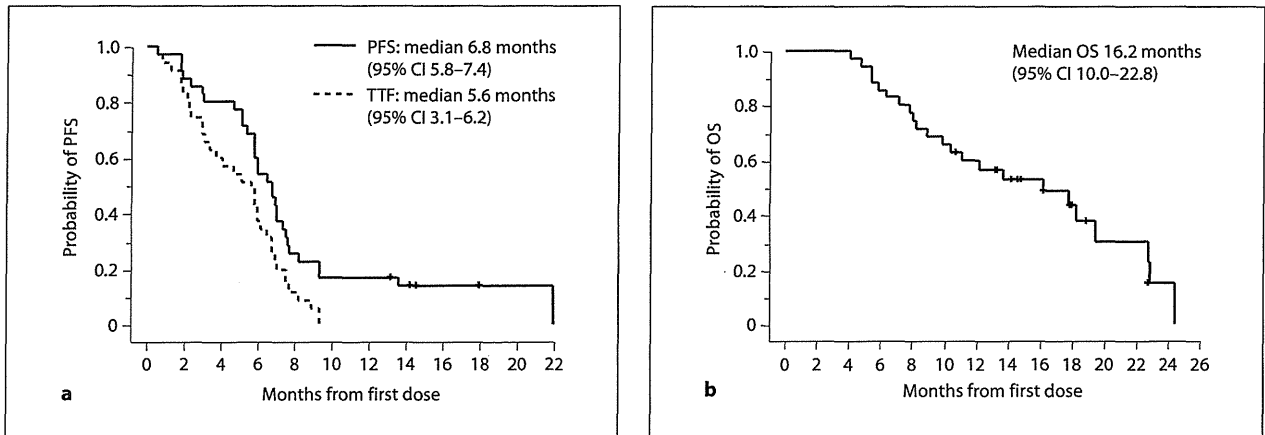 PFS: median 6.8 months
(95% CI 5.8–7.4)
TTF: median 5.6 months
(95% CI 3.1–6.2)
Probability of PFS
1.0
0.8
0.6
0.4
0.2
0
0 2 4 6 8 10 12 14 16 18 20 22
Months from first dose
a
Median OS 16.2 months
(95% CI 10.0–22.8)
Probability of OS
1.0
0.8
0.6
0.4
0.2
0
0 2 4 6 8 10 12 14 16 18 20 22 24 26
Months from first dose
b